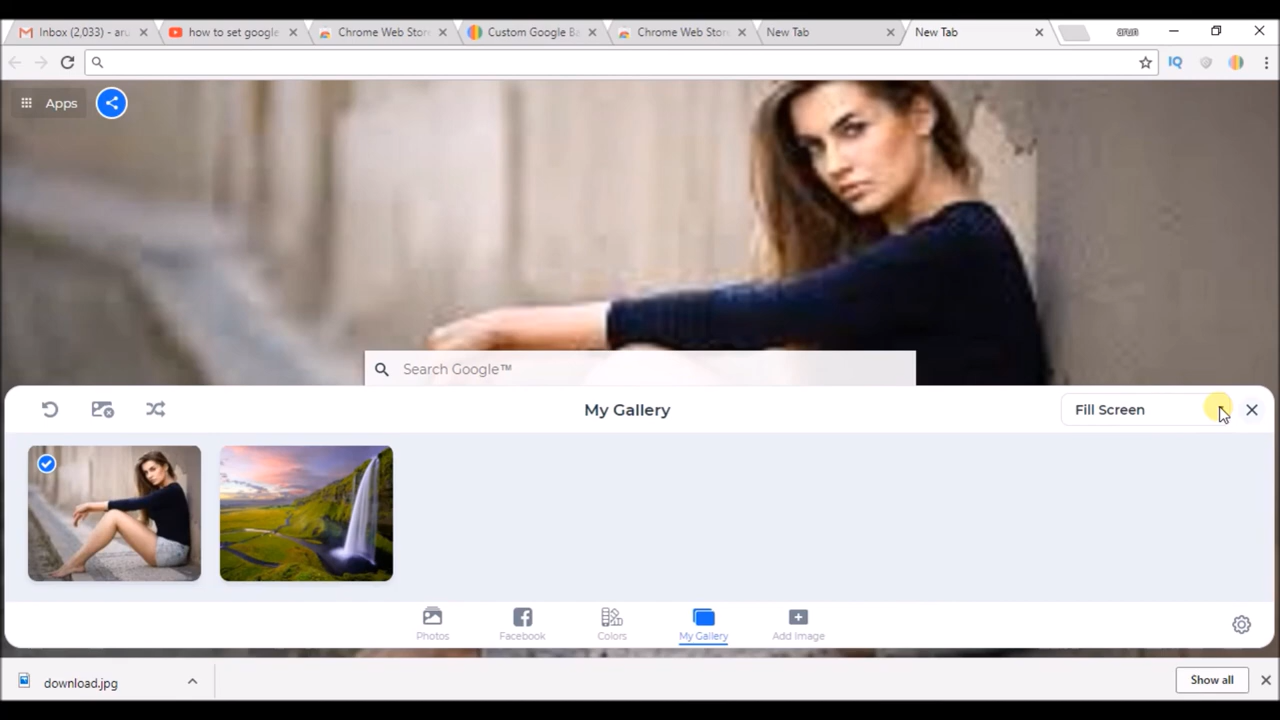 Inbox (2,033) - aru
how to set google
Chrome Web Stor
Custom Google Ba
Chrome Web Stor
New Tab
New Tab
arun
IQ
Apps
Search Google™
My Gallery
Fill Screen
Photos
Facebook
Colors
My Gallery
Add Image
download.jpg
Show all